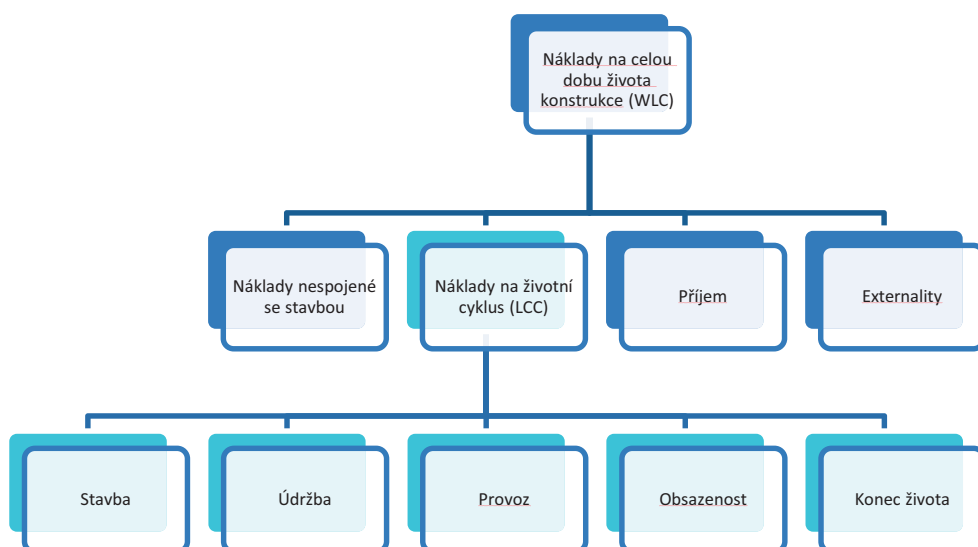 Náklady na celou
dobu života
konstrukce (WLC)
Náklady nespojené
se stavbou
Náklady na životní
cyklus (LCC)
Příjem
Externality
Stavba
Údržba
Provoz
Obsazenost
Konec života